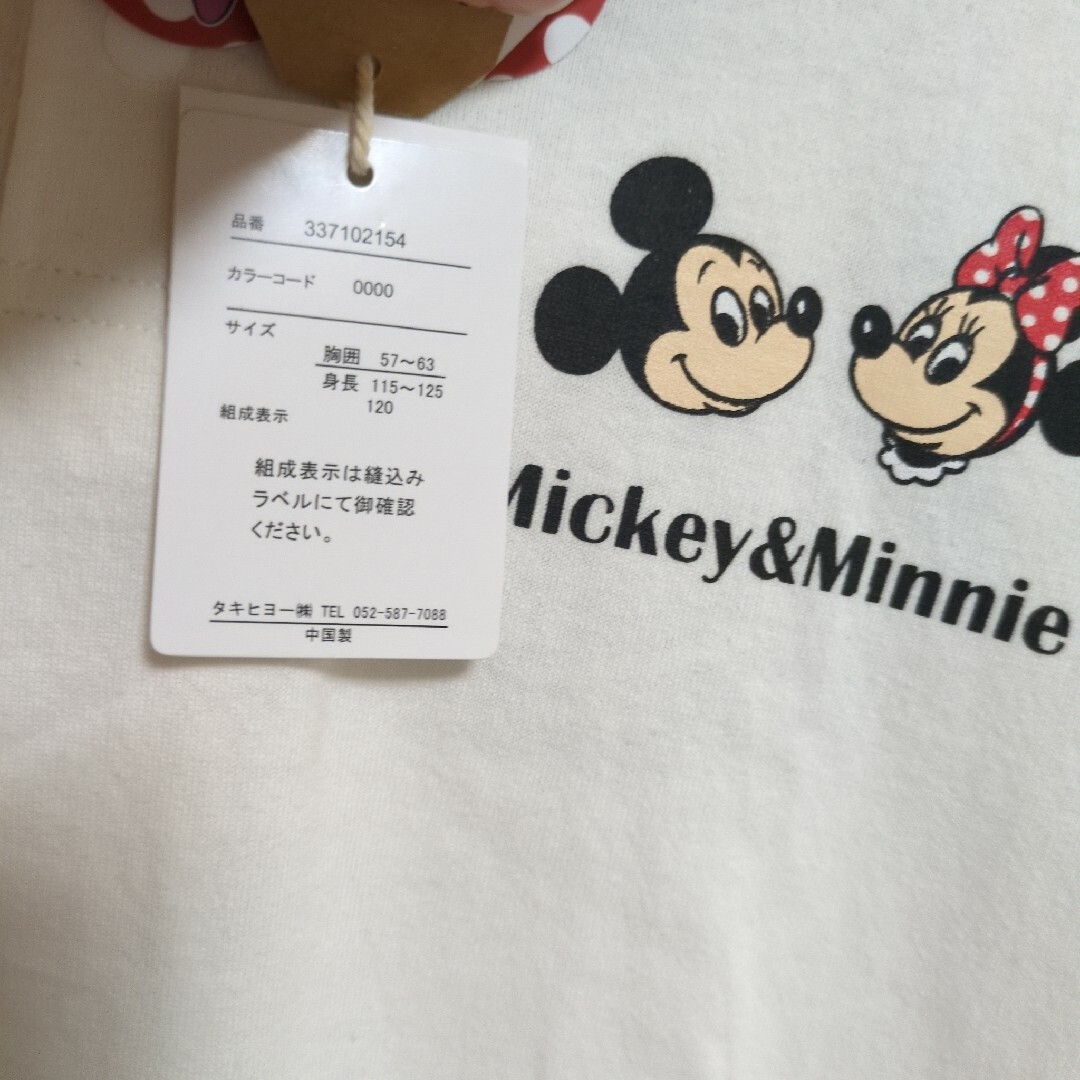 品番 337102154
カラーコード 0000
サイズ
胸囲 57～63
身長 115～125
120
組成表示
組成表示は縫込み
ラベルにて御確認
ください。
タキヒヨー㈱ TEL 052-587-7088
中国製
Mickey&Minnie